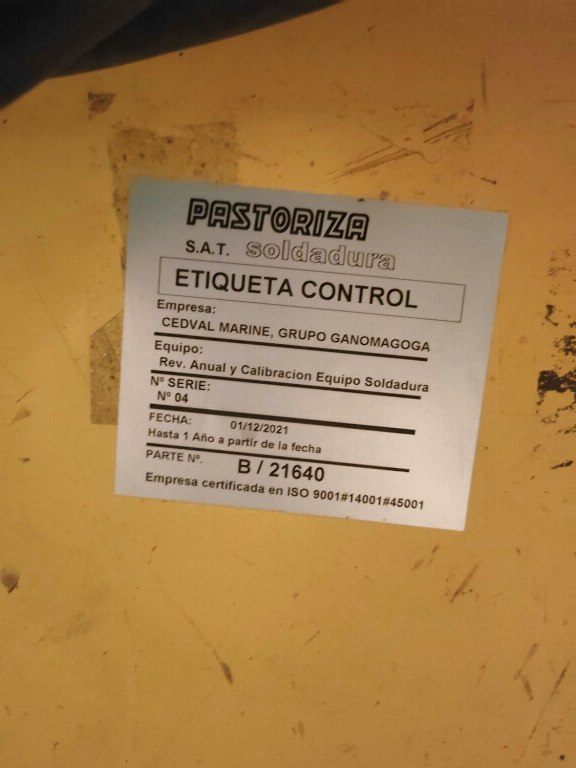 PASTORIZA
S.A.T. soldadura
ETIQUETA CONTROL
Empresa:
CEDVAL MARINE, GRUPO GANOMAGOGA
Equipo:
Rev. Anual y Calibracion Equipo Soldadura
Nº SERIE:
Nº 04
FECHA: 01/12/2021
Hasta 1 Año a partir de la fecha
PARTE Nº. B / 21640
Empresa certificada en ISO 9001#14001#45001